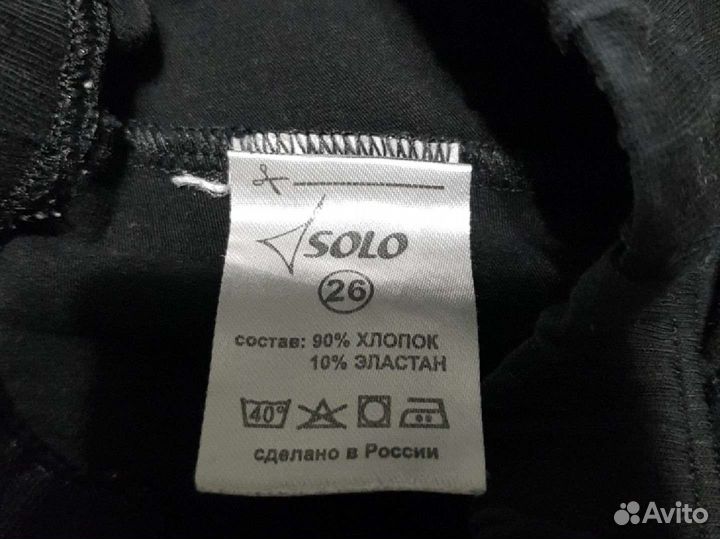 SOLO
26
состав: 90% ХЛОПОК
10% ЭЛАСТАН
40°
сделано в России
Avito